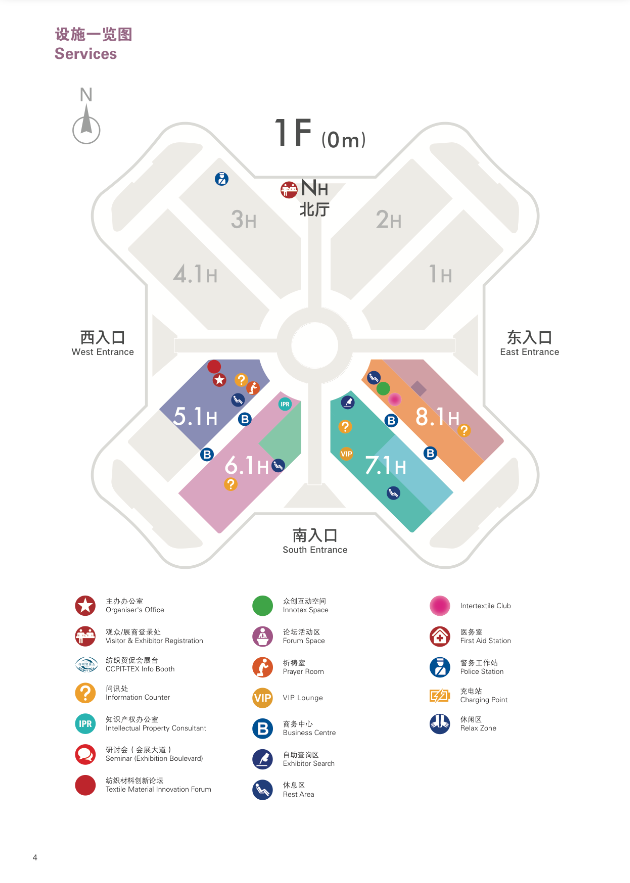 设施一览图
Services
N
1F (0m)
NH
北厅
3H
2H
4.1H
1H
西入口
West Entrance
东入口
East Entrance
5.1H
8.1H
IPR
B
B
B
B
VIP
6.1H
7.1H
南入口
South Entrance
主办办公室
Organiser's Office
众创互动空间
Innotex Space
Intertextile Club
观众/展商登录处
Visitor & Exhibitor Registration
论坛活动区
Forum Space
医务室
First Aid Station
纺织贸促会展台
CCPIT-TEX Info Booth
祈祷室
Prayer Room
警务工作站
Police Station
问讯处
Information Counter
VIP
VIP Lounge
充电站
Charging Point
IPR
知识产权办公室
Intellectual Property Consultant
B
商务中心
Business Centre
休闲区
Relax Zone
研讨会（会展大道）
Seminar (Exhibition Boulevard)
自助查询区
Exhibitor Search
纺织材料创新论坛
Textile Material Innovation Forum
休息区
Rest Area
4